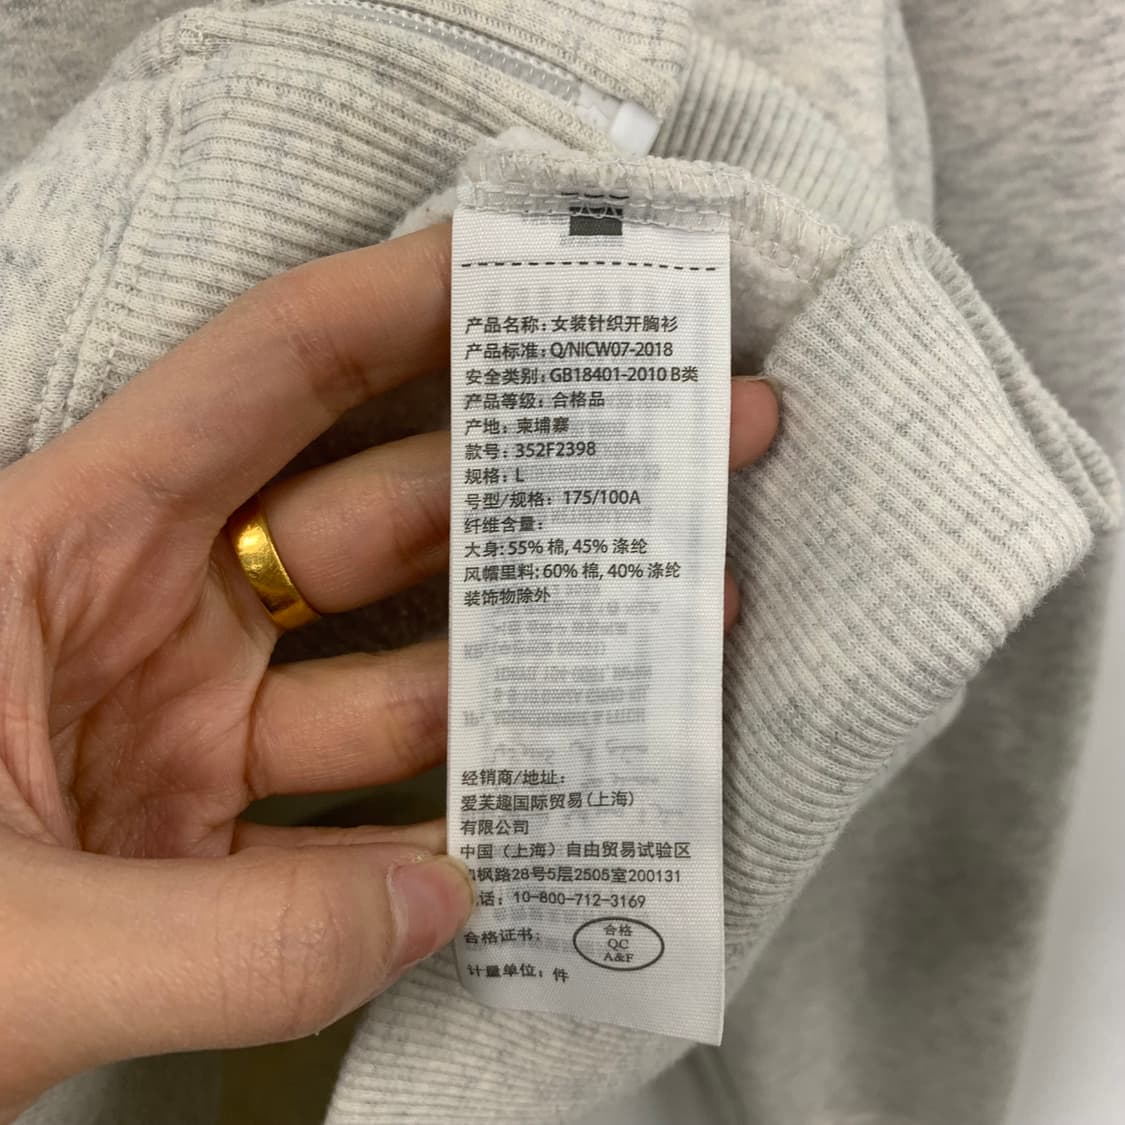 产品名称：女装针织开胸衫
产品标准：Q/NICW07-2018
安全类别：GB18401-2010 B类
产品等级：合格品
产地：柬埔寨
款号：352F2398
规格：L
号型/规格：175/100A
纤维含量：
大身：55% 棉, 45% 涤纶
风帽里料：60% 棉, 40% 涤纶
装饰物除外
经销商/地址：
爱芙趣国际贸易（上海）
有限公司
中国（上海）自由贸易试验区
枫路28号5层2505室200131
话：10-800-712-3169
合格证书：
合格
QC
A&F
计量单位：件